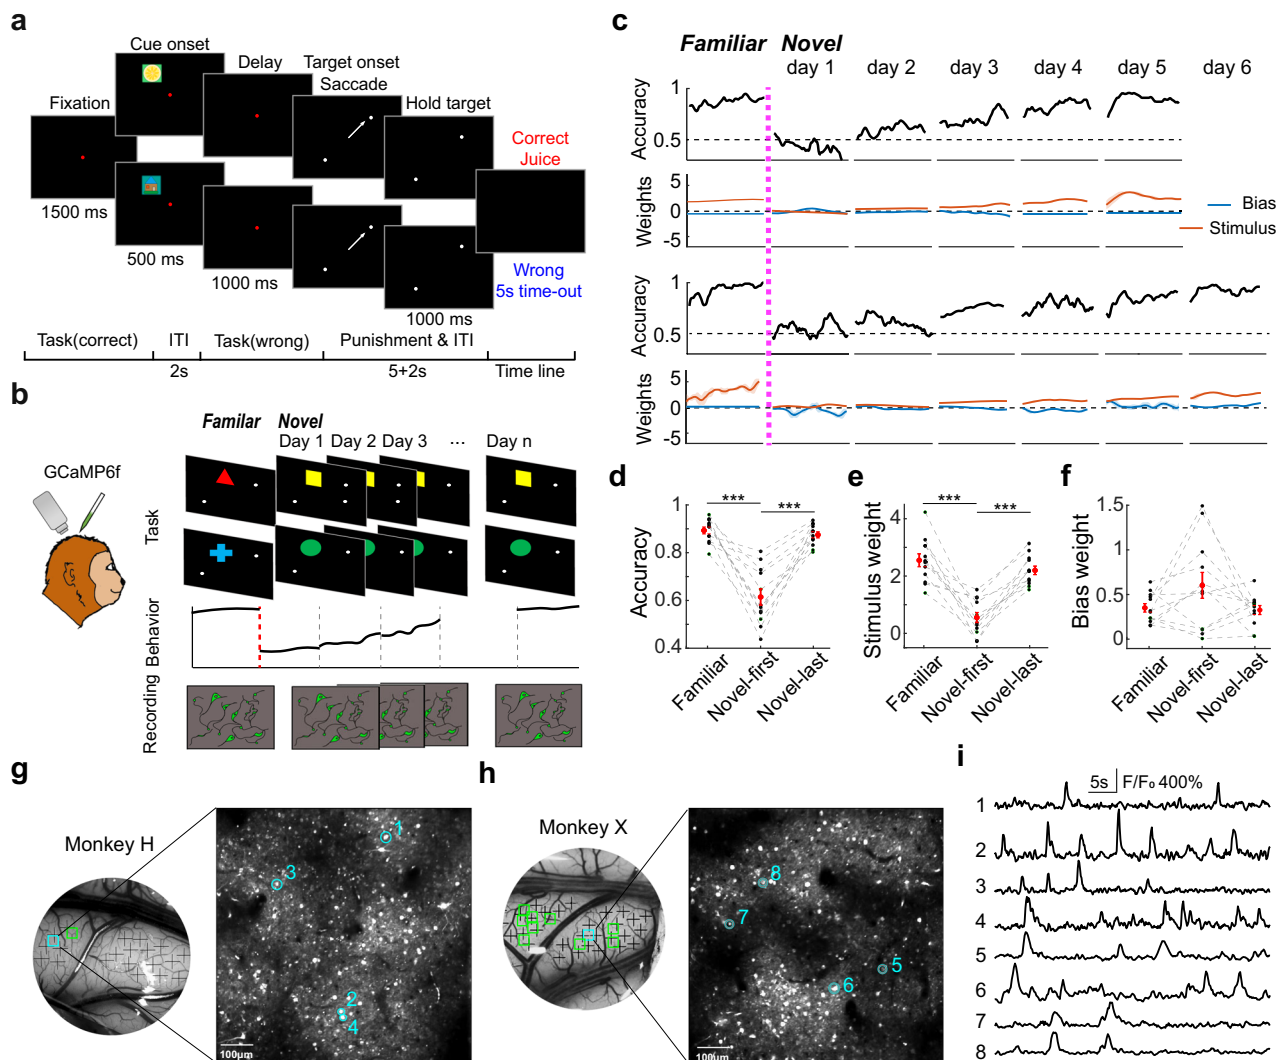 a
Cue onset
Delay
Target onset
Saccade
Fixation
Hold target
Correct
Juice
1500 ms
500 ms
1000 ms
Wrong
5s time-out
1000 ms
Task(correct)
ITI
Task(wrong)
Punishment & ITI
2s
5+2s
Time line
b
Familar
Novel
Day 1
Day 2
Day 3
...
Day n
GCaMP6f
Task
Behavior
Recording
c
Familiar
Novel
day 1
day 2
day 3
day 4
day 5
day 6
Accuracy
1
0.5
Weights
5
0
-5
Bias
Stimulus
Accuracy
1
0.5
Weights
5
0
-5
d
***
***
Accuracy
1
0.8
0.6
0.4
Familiar
Novel-first
Novel-last
e
***
***
Stimulus weight
4
2
0
Familiar
Novel-first
Novel-last
f
Bias weight
1.5
1
0.5
0
Familiar
Novel-first
Novel-last
g
Monkey H
1
3
2
4
100μm
h
Monkey X
8
7
5
6
100μm
i
5s
F/F₀ 400%
1
2
3
4
5
6
7
8